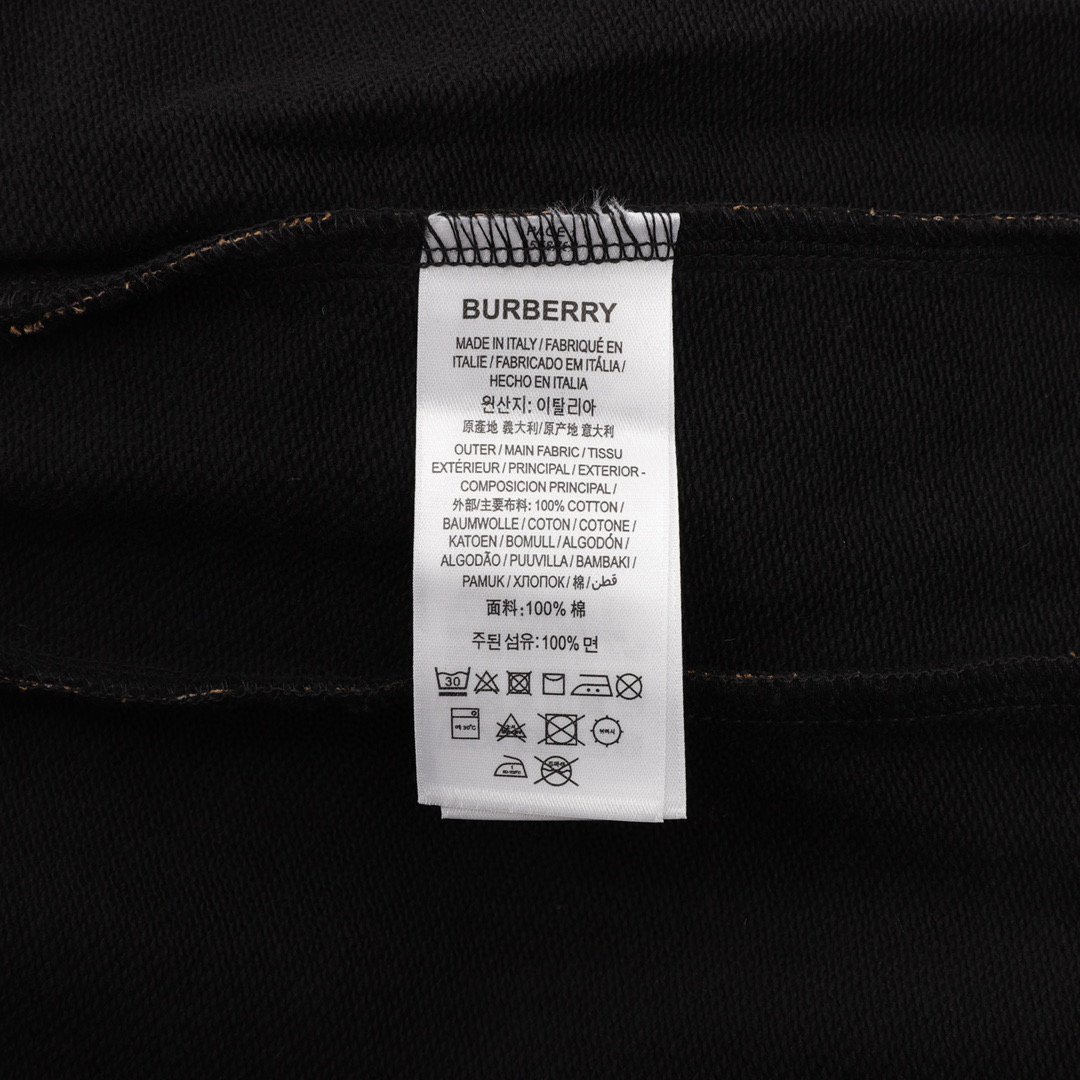 BURBERRY
MADE IN ITALY / FABRIQUÉ EN
ITALIE / FABRICADO EM ITÁLIA /
HECHO EN ITALIA
원산지: 이탈리아
原產地 義大利/原产地 意大利
OUTER / MAIN FABRIC / TISSU
EXTÉRIEUR / PRINCIPAL / EXTERIOR -
COMPOSICION PRINCIPAL /
外部/主要布料: 100% COTTON /
BAUMWOLLE / COTON / COTONE /
KATOEN / BOMULL / ALGODÓN /
ALGODÃO / PUUVILLA / BAMBAKI /
PAMUK / ХЛОПОК / 棉 / قطن
面料:100% 棉
주된 섬유: 100% 면
30